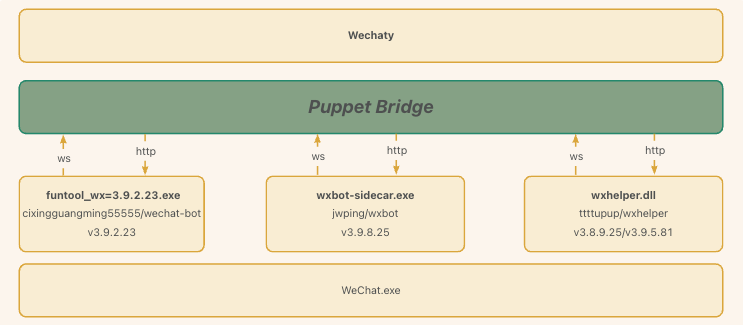 Wechaty
Puppet Bridge
ws
http
ws
http
ws
http
funtool_wx=3.9.2.23.exe
cixingguangming55555/wechat-bot
v3.9.2.23
wxbot-sidecar.exe
jwping/wxbot
v3.9.8.25
wxhelper.dll
ttttupup/wxhelper
v3.8.9.25/v3.9.5.81
WeChat.exe